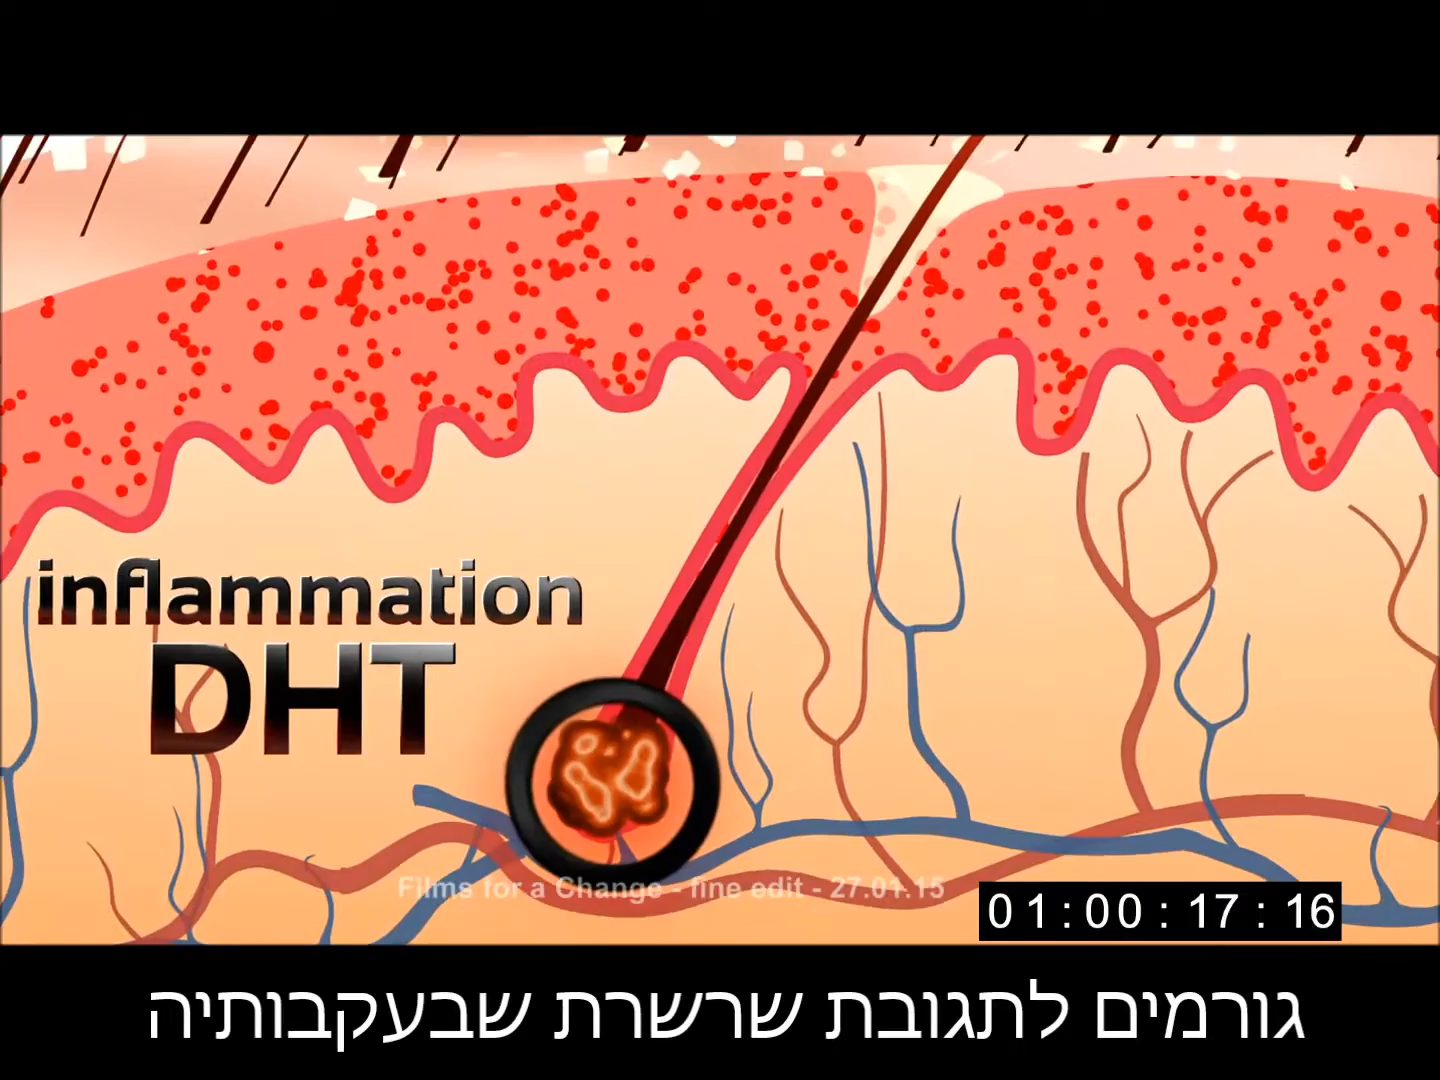 inflammation
DHT
Films for a Change - fine edit - 27.01.15
01:00:17:16
גורמים לתגובת שרשרת שבעקבותיה